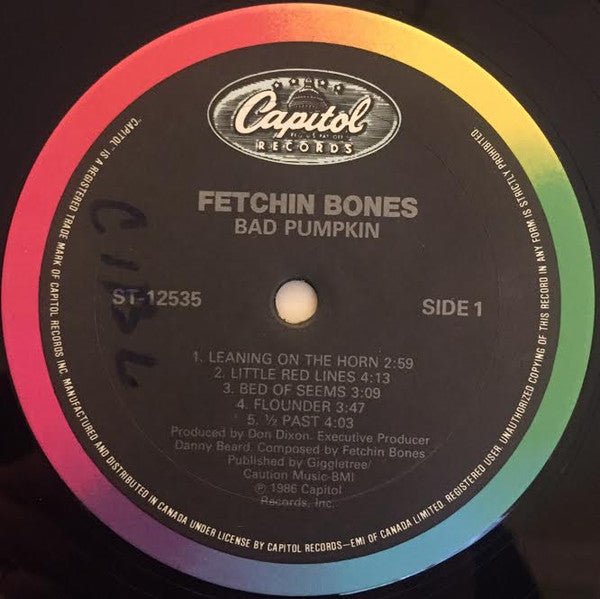 Capitol
RECORDS
FETCHIN BONES
BAD PUMPKIN
ST-12535
SIDE 1
1. LEANING ON THE HORN 2:59
2. LITTLE RED LINES 4:13
3. BED OF SEEMS 3:09
4. FLOUNDER 3:47
5. ½ PAST 4:03
Produced by Don Dixon. Executive Producer
Danny Beard. Composed by Fetchin Bones
Published by Giggletree/
Caution Music-BMI
℗ 1986 Capitol
Records, Inc.
"CAPITOL" IS A REGISTERED TRADE MARK OF CAPITOL RECORDS INC. MANUFACTURED AND DISTRIBUTED IN CANADA UNDER LICENSE BY CAPITOL RECORDS—EMI OF CANADA LIMITED. REGISTERED USER. UNAUTHORIZED COPYING OF THIS RECORD IN ANY FORM IS STRICTLY PROHIBITED.